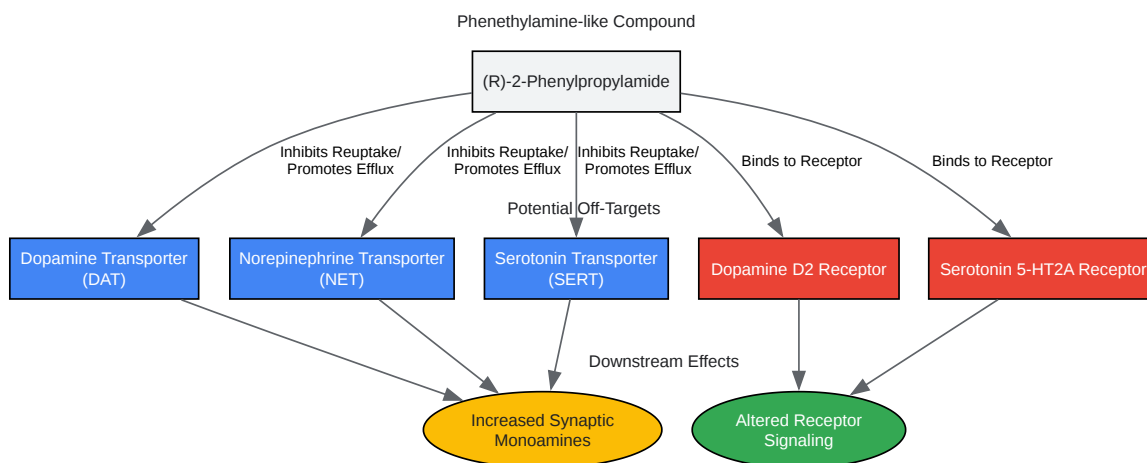 Phenethylamine-like Compound
(R)-2-Phenylpropylamide
Inhibits Reuptake/
Promotes Efflux
Inhibits Reuptake/
Promotes Efflux
Inhibits Reuptake/
Promotes Efflux
Binds to Receptor
Binds to Receptor
Potential Off-Targets
Dopamine Transporter
(DAT)
Norepinephrine Transporter
(NET)
Serotonin Transporter
(SERT)
Dopamine D2 Receptor
Serotonin 5-HT2A Receptor
Downstream Effects
Increased Synaptic
Monoamines
Altered Receptor
Signaling